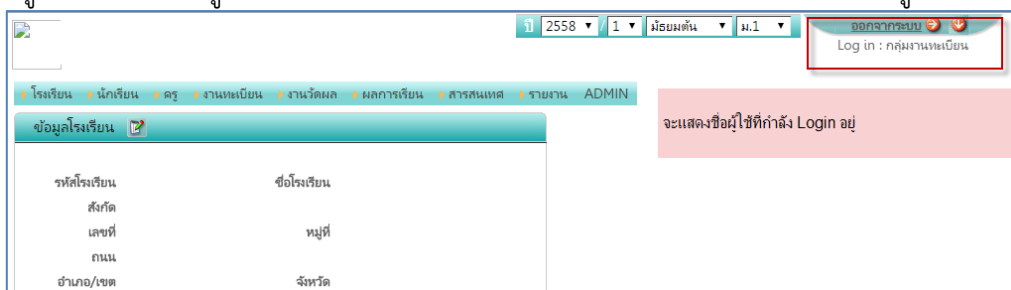 ปี 2558 / 1 มัธยมต้น ม.1 ออกจากระบบ
Log in : กลุ่มงานทะเบียน
โรงเรียน นักเรียน ครู งานทะเบียน งานวัดผล ผลการเรียน สารสนเทศ รายงาน ADMIN
ข้อมูลโรงเรียน
จะแสดงชื่อผู้ใช้ที่กำลัง Login อยู่
รหัสโรงเรียน ชื่อโรงเรียน
สังกัด
เลขที่ หมู่ที่
ถนน
อำเภอ/เขต จังหวัด